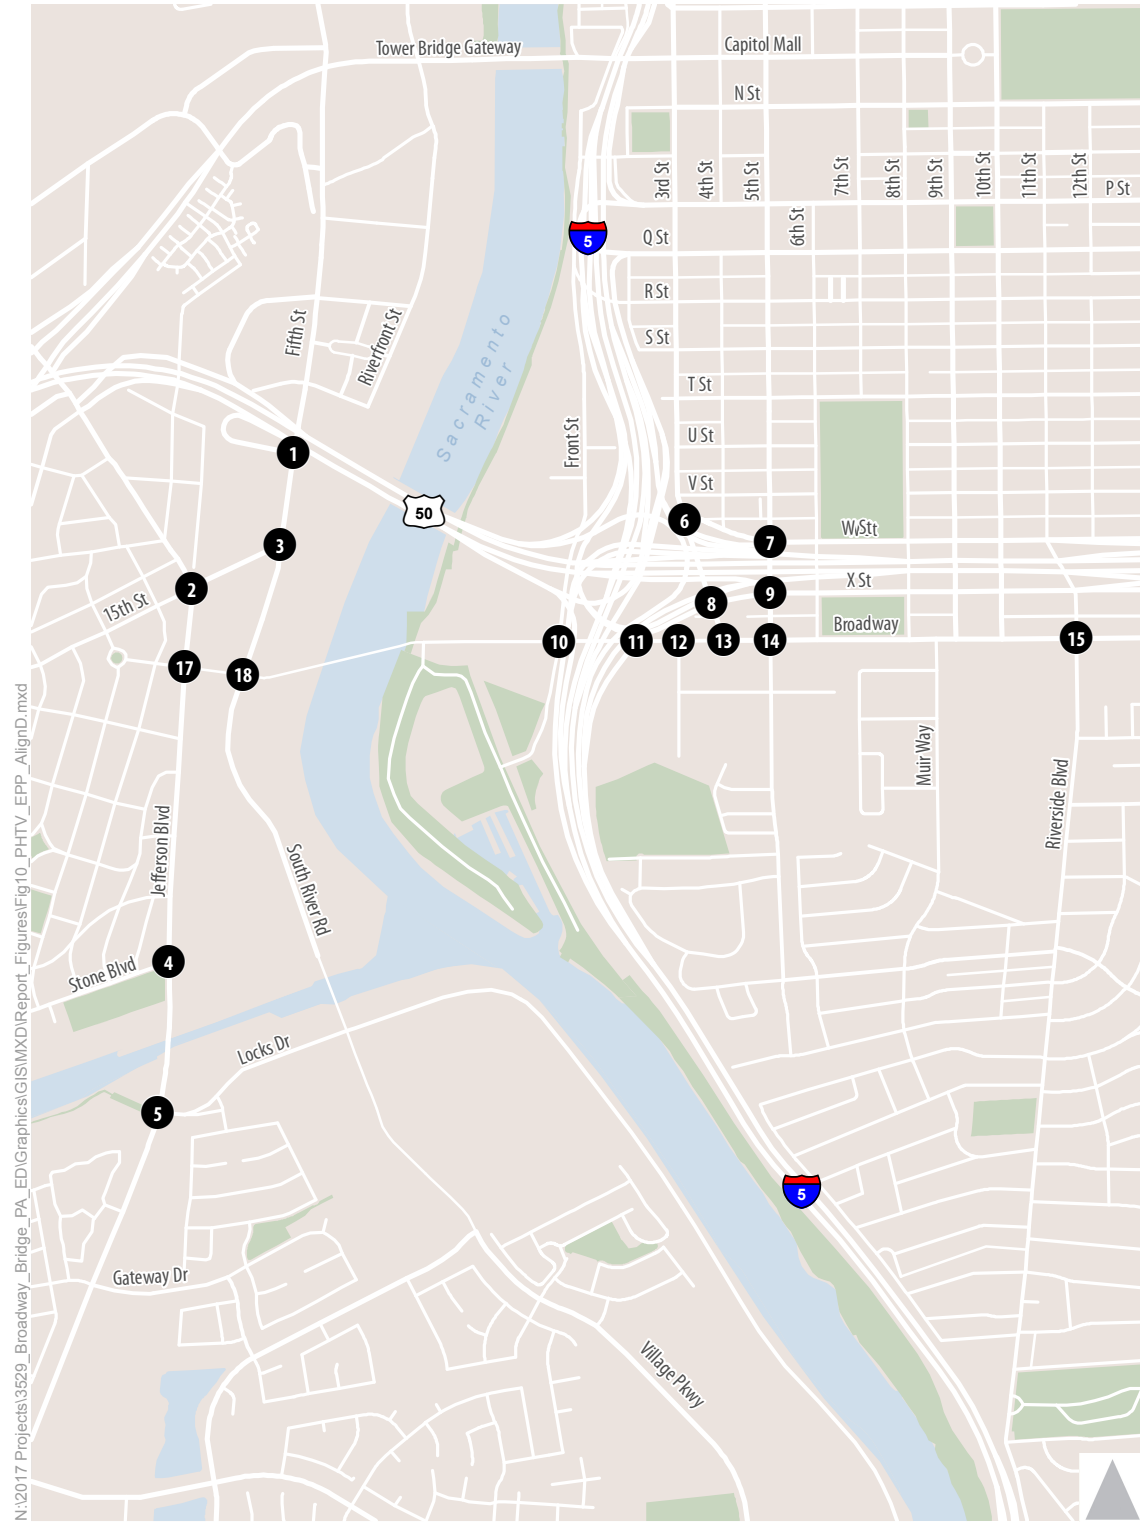 Tower Bridge Gateway
Capitol Mall
N St
3rd St
4th St
5th St
7th St
8th St
9th St
10th St
11th St
12th St
P St
6th St
Q St
5
R St
S St
Fifth St
Riverfront St
Sacramento
River
T St
Front St
U St
V St
1
50
6
W St
7
3
X St
2
9
8
15th St
Broadway
10
11
12
13
14
15
17
18
Muir Way
Riverside Blvd
Jefferson Blvd
South River Rd
4
Stone Blvd
Locks Dr
5
5
Gateway Dr
Village Pkwy
N:\2017 Projects\3529_Broadway_Bridge_PA_ED\Graphics\GIS\MXD\Report_Figures\Fig10_PHTV_EPP_AlignD.mxd